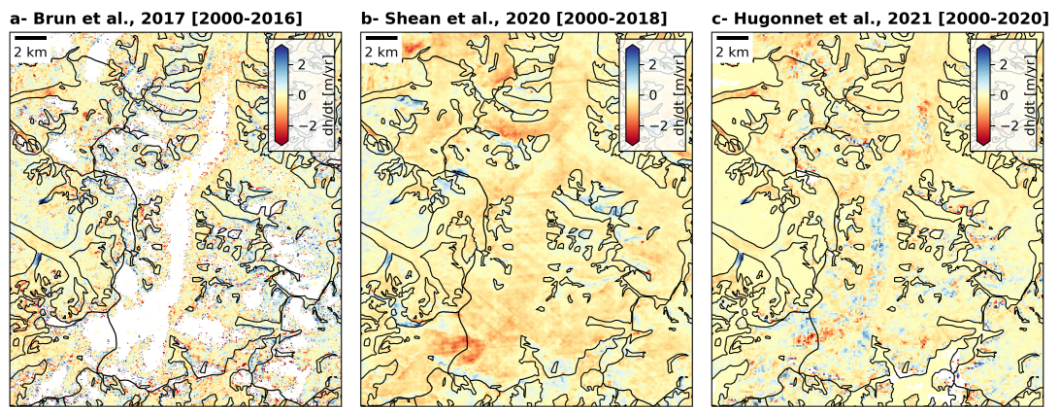 a- Brun et al., 2017 [2000-2016]
2 km
2
0
−2
dh/dt [m/yr]
b- Shean et al., 2020 [2000-2018]
2 km
2
0
−2
dh/dt [m/yr]
c- Hugonnet et al., 2021 [2000-2020]
2 km
2
0
−2
dh/dt [m/yr]